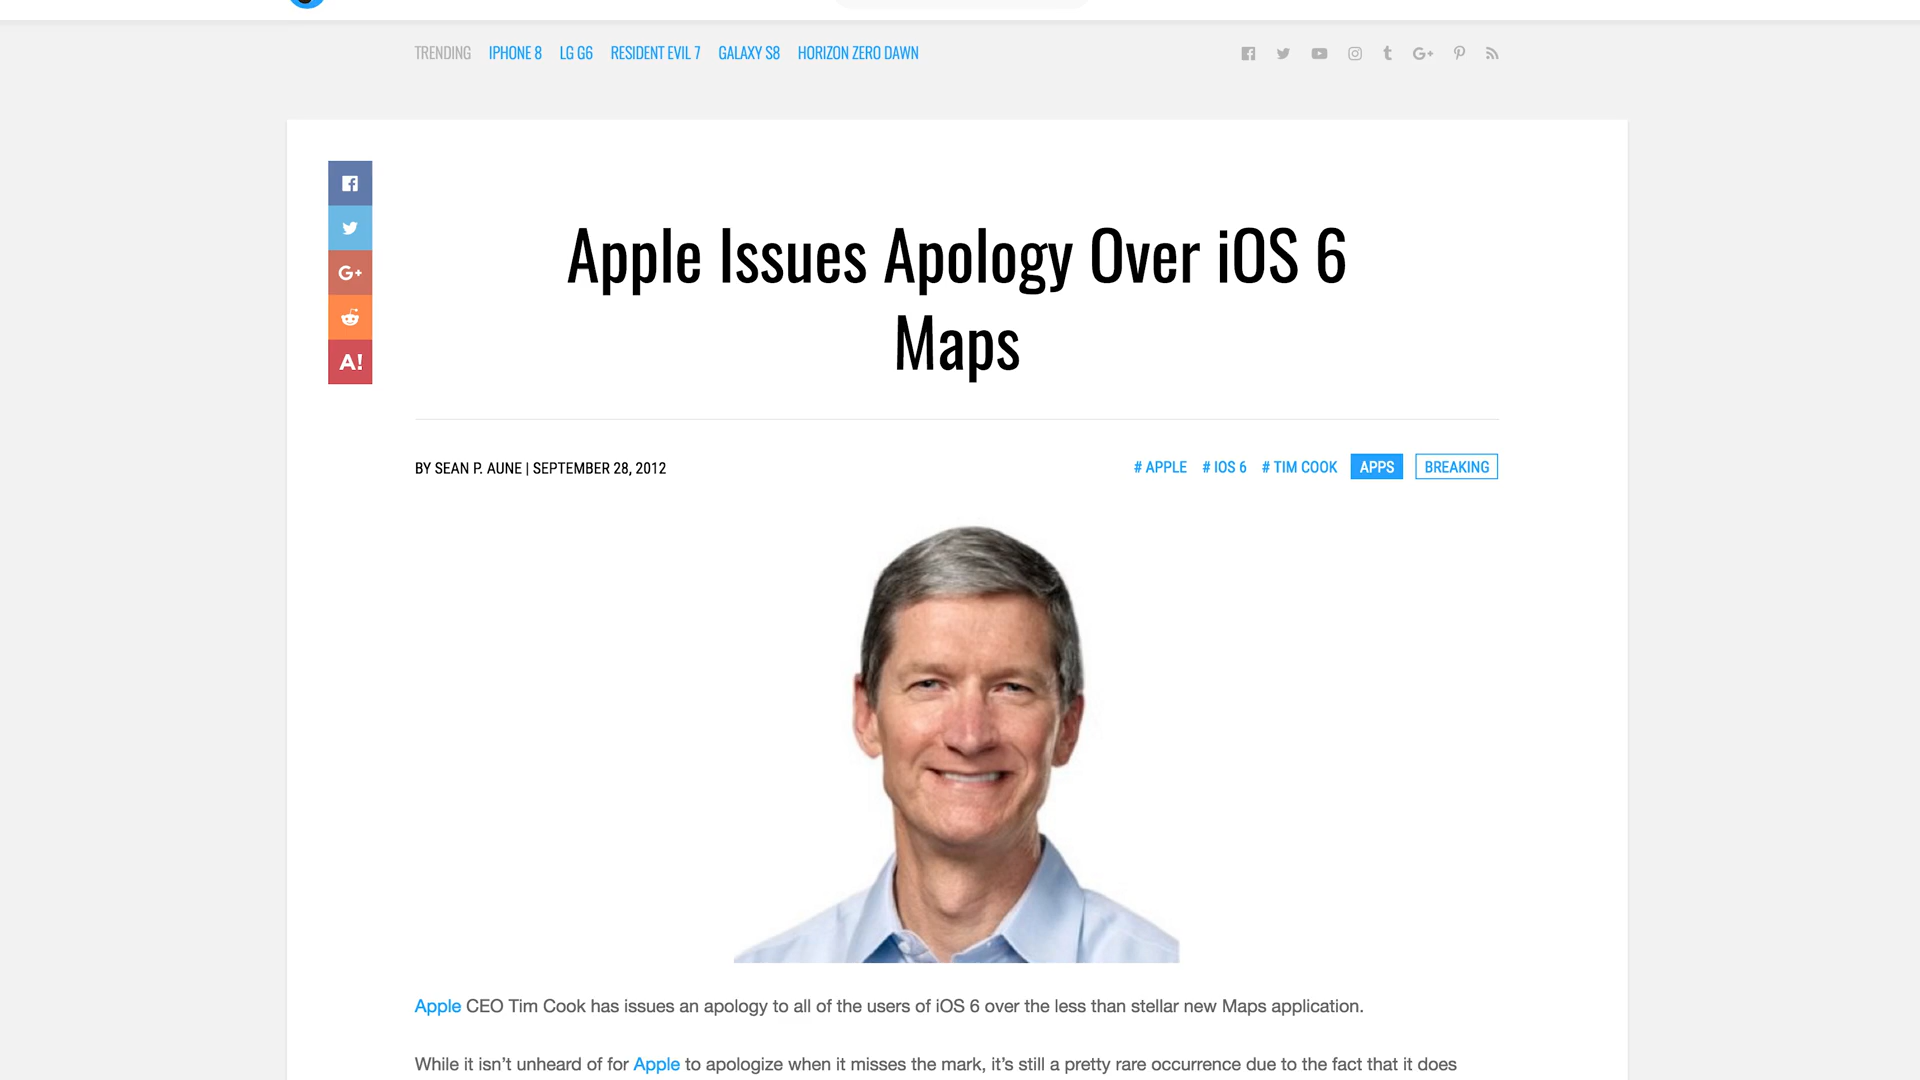 TRENDING IPHONE 8 LG G6 RESIDENT EVIL 7 GALAXY S8 HORIZON ZERO DAWN
G+
A!
Apple Issues Apology Over iOS 6
Maps
BY SEAN P. AUNE | SEPTEMBER 28, 2012
# APPLE # IOS 6 # TIM COOK APPS BREAKING
Apple CEO Tim Cook has issues an apology to all of the users of iOS 6 over the less than stellar new Maps application.
While it isn’t unheard of for Apple to apologize when it misses the mark, it’s still a pretty rare occurrence due to the fact that it does